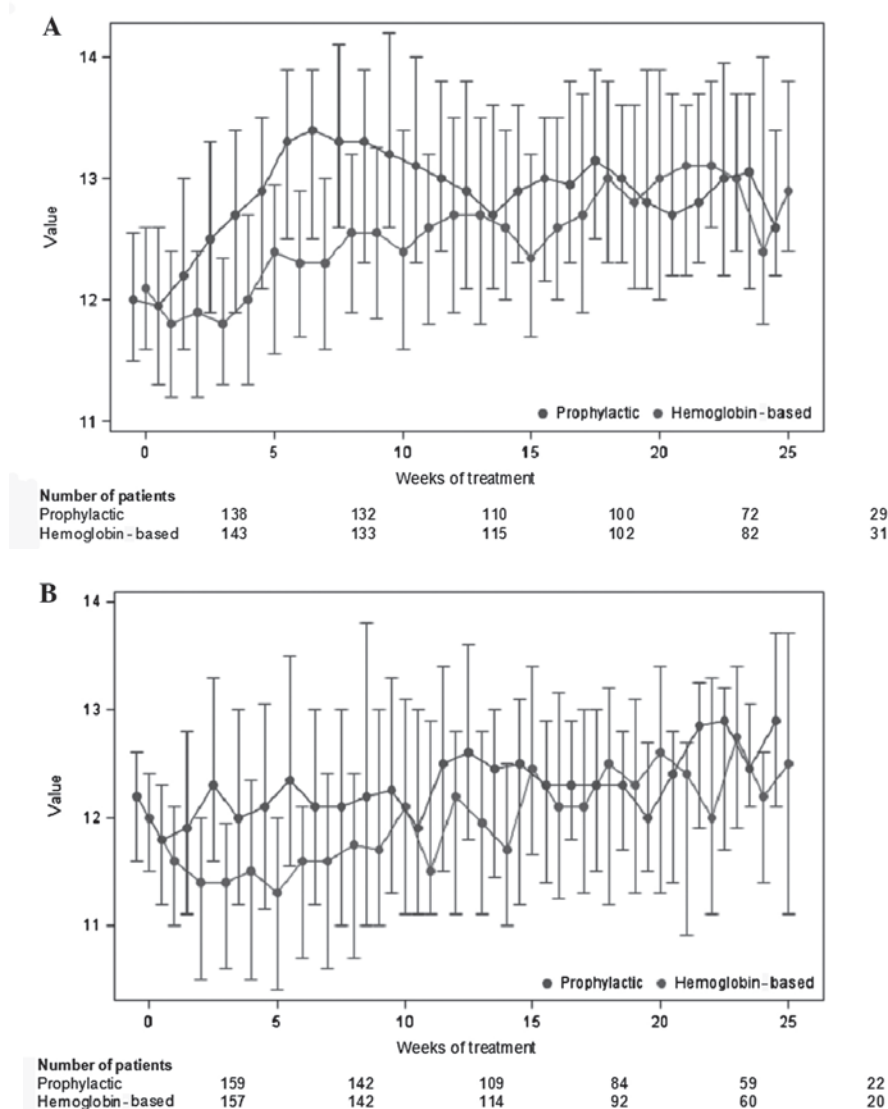 A
14
13
12
11
Value
Prophylactic Hemoglobin-based
0 5 10 15 20 25
Weeks of treatment
Number of patients
Prophylactic 138 132 110 100 72 29
Hemoglobin-based 143 133 115 102 82 31
B
14
13
12
11
Value
Prophylactic Hemoglobin-based
0 5 10 15 20 25
Weeks of treatment
Number of patients
Prophylactic 159 142 109 84 59 22
Hemoglobin-based 157 142 114 92 60 20